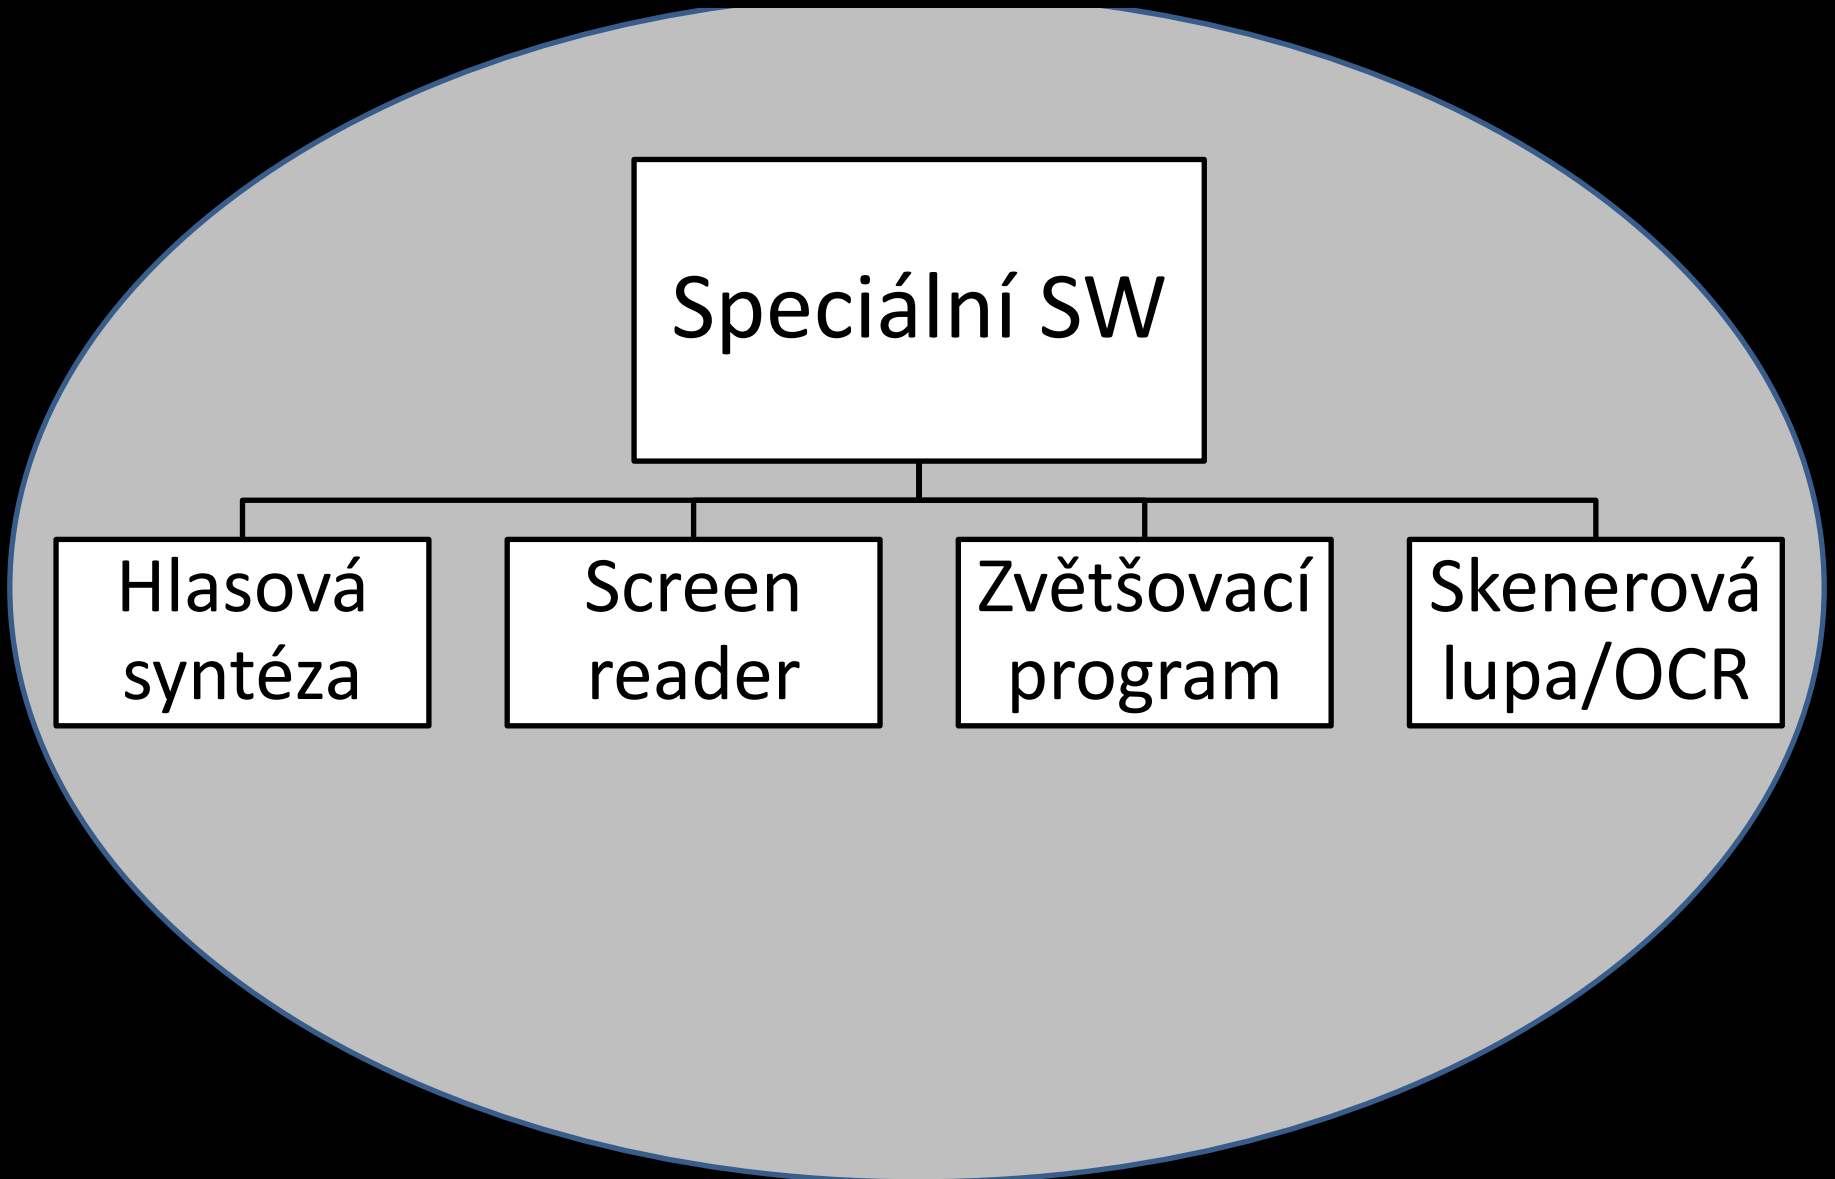 Speciální SW
Hlasová
syntéza
Screen
reader
Zvětšovací
program
Skenerová
lupa/OCR